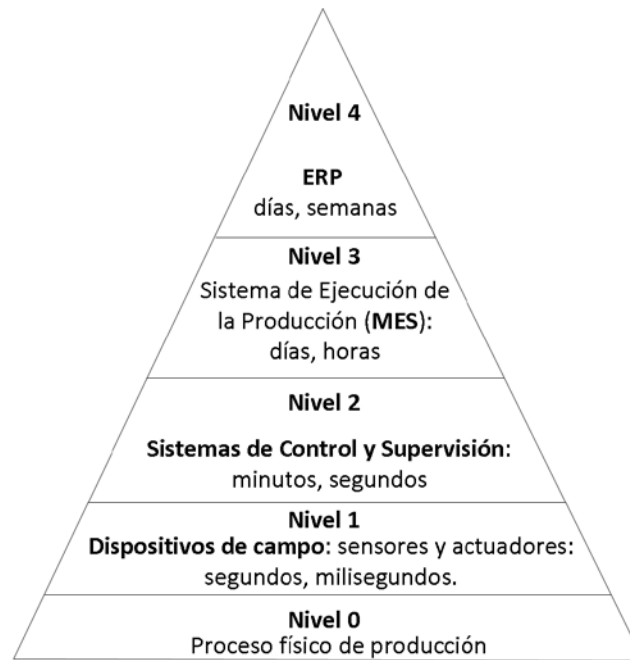 Nivel 4
ERP
días, semanas
Nivel 3
Sistema de Ejecución de
la Producción (MES):
días, horas
Nivel 2
Sistemas de Control y Supervisión:
minutos, segundos
Nivel 1
Dispositivos de campo: sensores y actuadores:
segundos, milisegundos.
Nivel 0
Proceso físico de producción